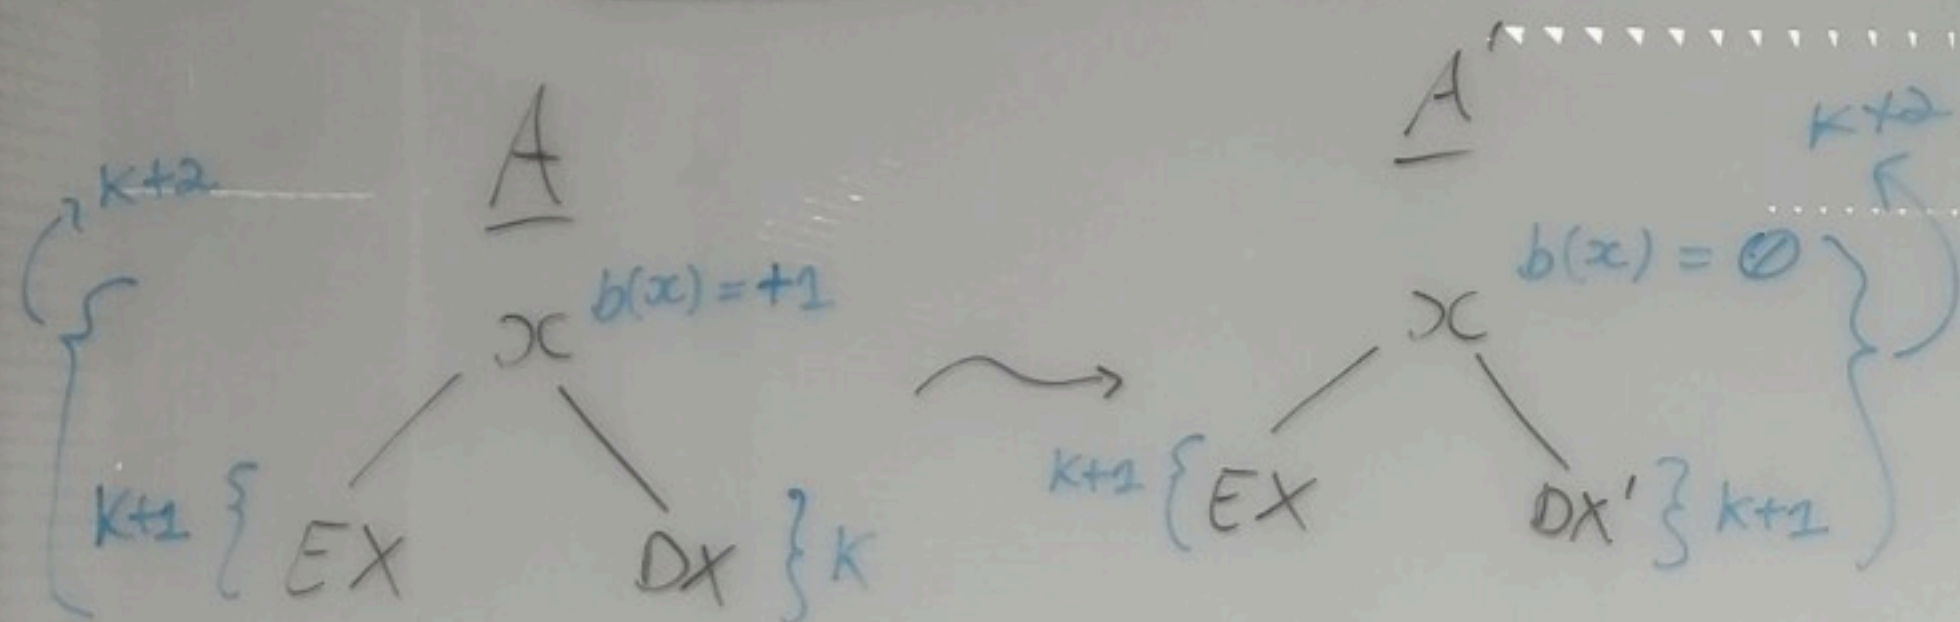 A
k+2
b(x)=+1
x
k+1 { EX
DX } k
A'
k+2
b(x) = 0
x
k+1 { EX
DX' } k+1